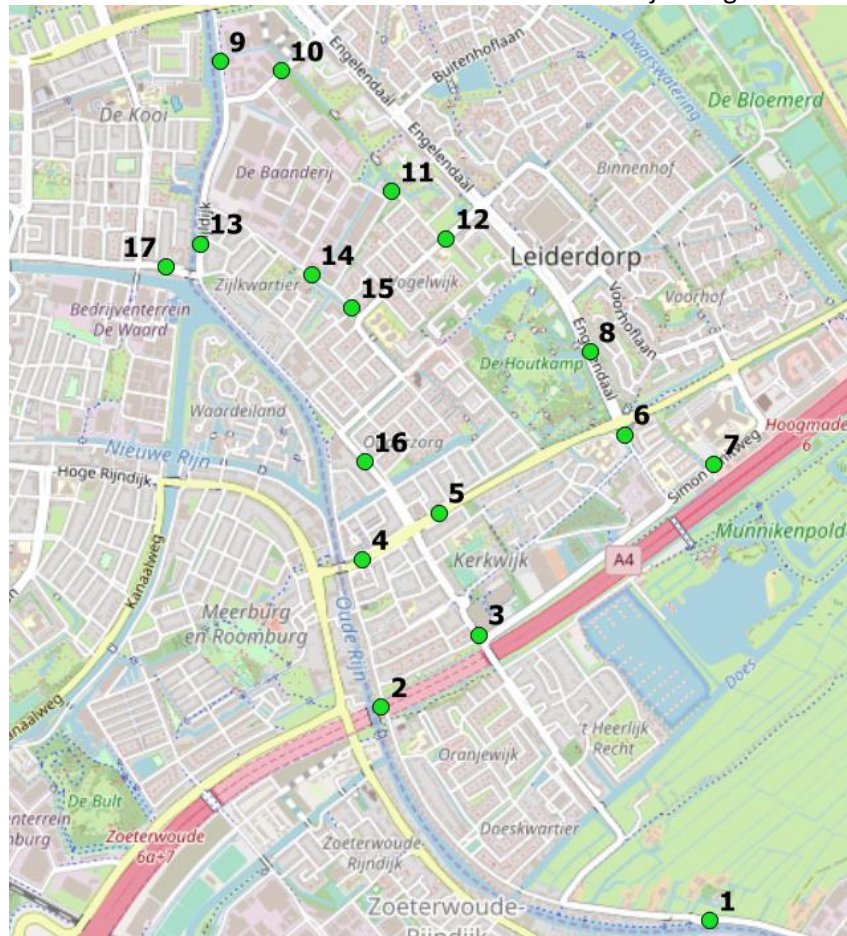 Engelendaal
Buitenhoflaan
Dwarswatering
9
10
De Kooi
De Bloemerd
Engelendaal
De Baanderij
Binnenhof
11
12
13
17
14
Leiderdorp
Zijlkwartier
Vogelwijk
15
Voorhof
Voorhoflaan
Bedrijventerrein
De Waard
8
De Houtkamp
Engelendaal
Waardeiland
6
Nieuwe Rijn
16
7
Hoge Rijndijk
Hoogmade
6
5
Munnikenpolde
4
Kerkwijk
A4
Kanaalweg
Meerburg
en Roomburg
Oude Rijn
3
Does
2
't Heerlijk
Recht
Oranjewijk
De Bult
Zoeterwoude
6a+7
Doeskwartier
Zoeterwoude-
Rijndijk
Zoeterwoude-
Rijndijk
1